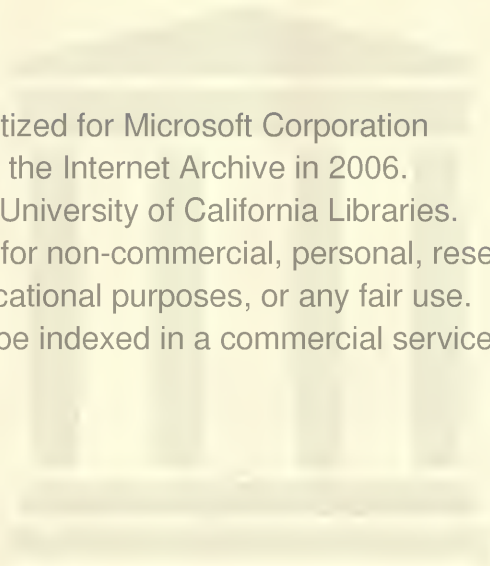 tized for Microsoft Corporation
the Internet Archive in 2006.
University of California Libraries.
for non-commercial, personal, rese
cational purposes, or any fair use.
be indexed in a commercial service